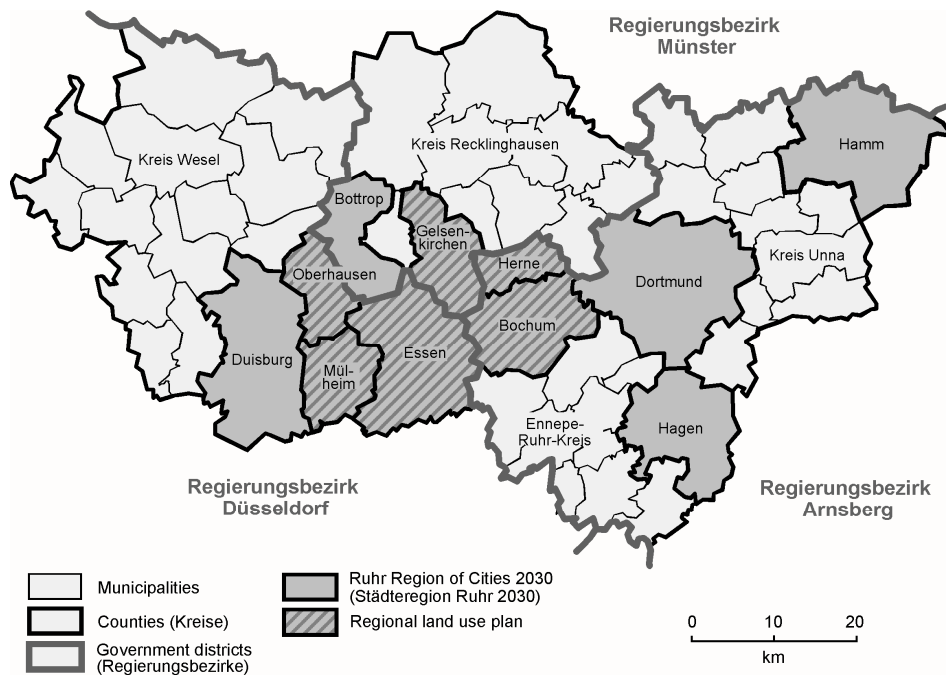 Regierungsbezirk
Münster
Hamm
Kreis Wesel
Kreis Recklinghausen
Bottrop
Gelsen-
kirchen
Kreis Unna
Oberhausen
Herne
Dortmund
Bochum
Duisburg
Essen
Mül-
heim
Ennepe-
Ruhr-Kreis
Hagen
Regierungsbezirk
Düsseldorf
Regierungsbezirk
Arnsberg
Municipalities
Counties (Kreise)
Government districts
(Regierungsbezirke)
Ruhr Region of Cities 2030
(Städteregion Ruhr 2030)
Regional land use plan
0 10 20
km